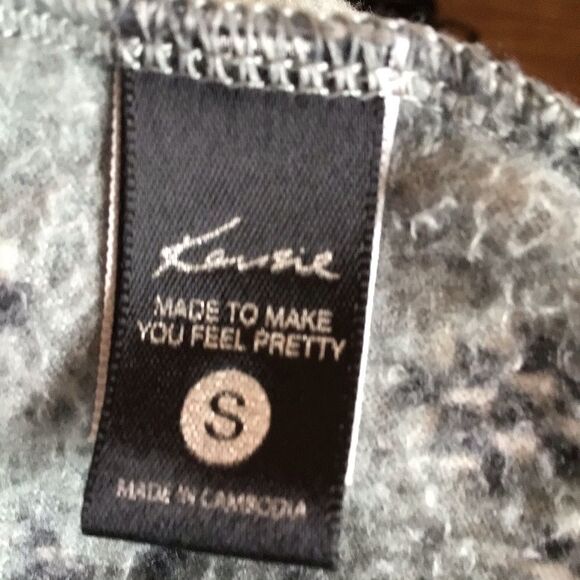 Kensie
MADE TO MAKE
YOU FEEL PRETTY
S
MADE IN CAMBODIA